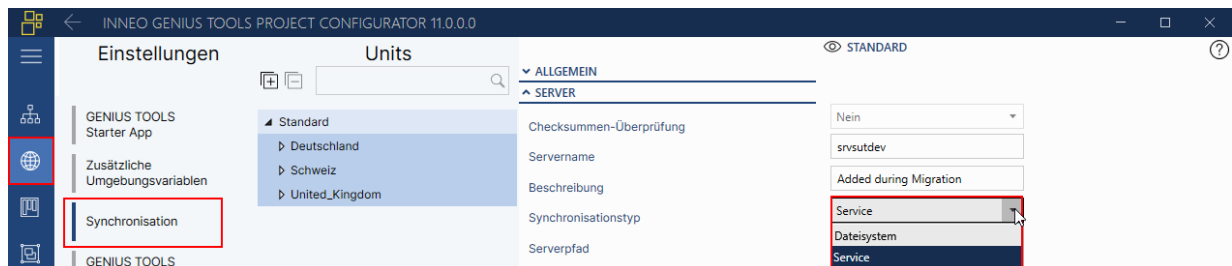 INNEO GENIUS TOOLS PROJECT CONFIGURATOR 11.0.0.0
Einstellungen
GENIUS TOOLS
Starter App
Zusätzliche
Umgebungsvariablen
Synchronisation
GENIUS TOOLS
Units
Standard
Deutschland
Schweiz
United_Kingdom
STANDARD
ALLGEMEIN
SERVER
Checksummen-Überprüfung
Nein
Servername
srvsutdev
Beschreibung
Added during Migration
Synchronisationstyp
Service
Dateisystem
Service
Serverpfad